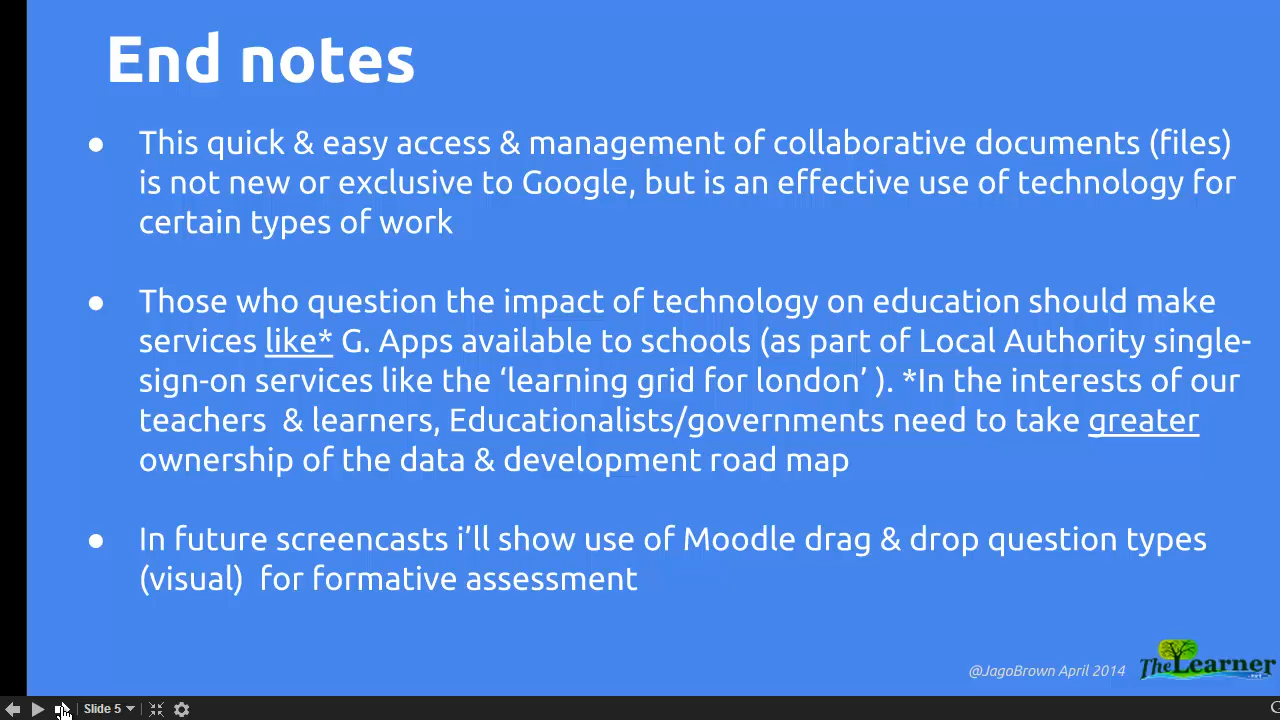 End notes
● This quick & easy access & management of collaborative documents (files)
is not new or exclusive to Google, but is an effective use of technology for
certain types of work
● Those who question the impact of technology on education should make
services like* G. Apps available to schools (as part of Local Authority single-
sign-on services like the ‘learning grid for london’ ). *In the interests of our
teachers  & learners, Educationalists/governments need to take greater
ownership of the data & development road map
● In future screencasts i’ll show use of Moodle drag & drop question types
(visual)  for formative assessment
@JagoBrown April 2014
TheLearner
.net
Slide 5